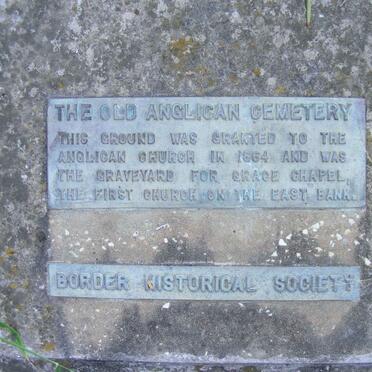 THE OLD ANGLICAN CEMETERY
THIS GROUND WAS GRANTED TO THE
ANGLICAN CHURCH IN 1864 AND WAS
THE GRAVEYARD FOR GRACE CHAPEL,
THE FIRST CHURCH ON THE EAST BANK.
BORDER HISTORICAL SOCIETY